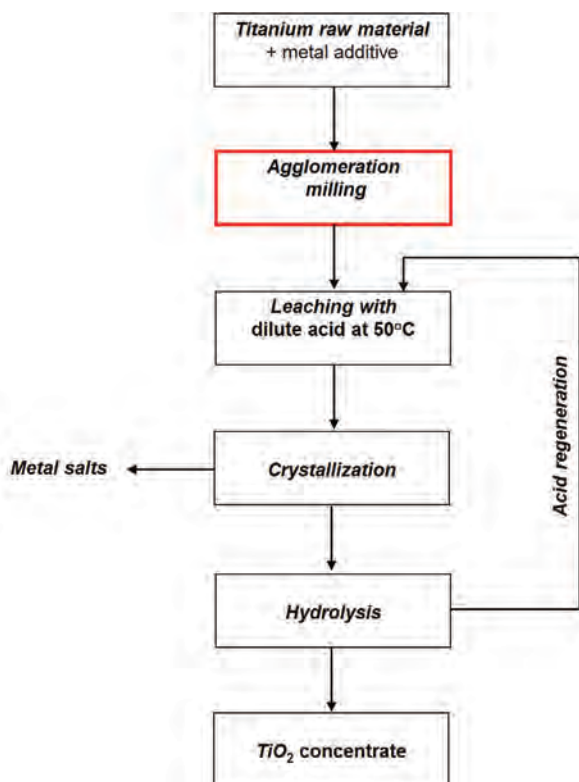 Titanium raw material
+ metal additive
Agglomeration
milling
Leaching with
dilute acid at 50°C
Acid regeneration
Metal salts
Crystallization
Hydrolysis
TiO₂ concentrate